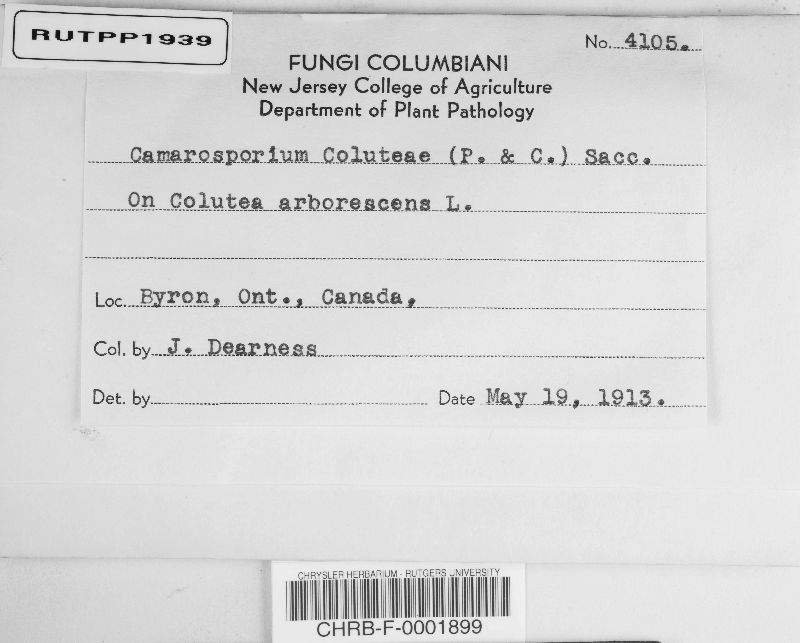 RUTPP1939
No. 4105.
FUNGI COLUMBIANI
New Jersey College of Agriculture
Department of Plant Pathology
Camarosporium Coluteae (P. & C.) Sacc.
On Colutea arborescens L.
Loc. Byron, Ont., Canada,
Col. by J. Dearness
Det. by
Date May 19, 1913.
CHRYSLER HERBARIUM - RUTGERS UNIVERSITY
CHRB-F-0001899